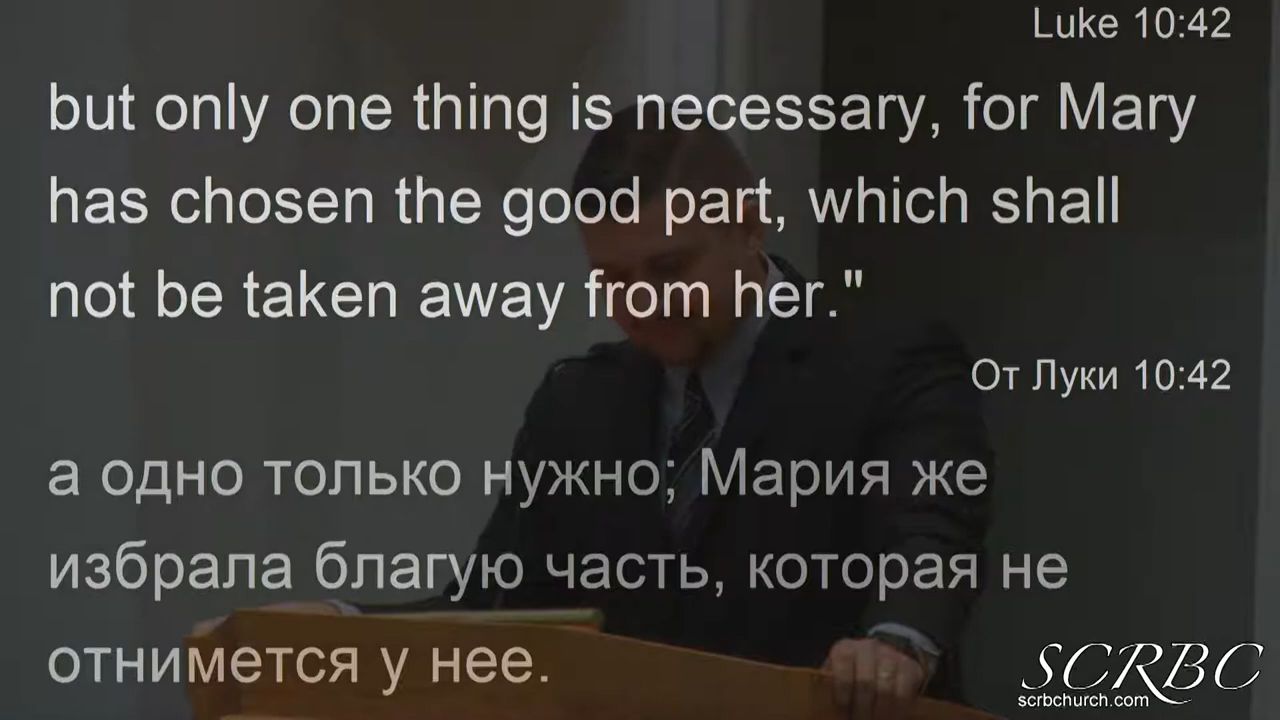 Luke 10:42
but only one thing is necessary, for Mary
has chosen the good part, which shall
not be taken away from her."
От Луки 10:42
а одно только нужно; Мария же
избрала благую часть, которая не
отнимется у нее.
SCRBC
scrbchurch.com